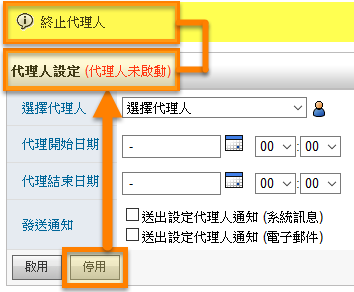 終止代理人
代理人設定 (代理人未啟動)
選擇代理人 選擇代理人
代理開始日期 - 00 : 00
代理結束日期 - 00 : 00
發送通知 送出設定代理人通知 (系統訊息)
送出設定代理人通知 (電子郵件)
啟用 停用